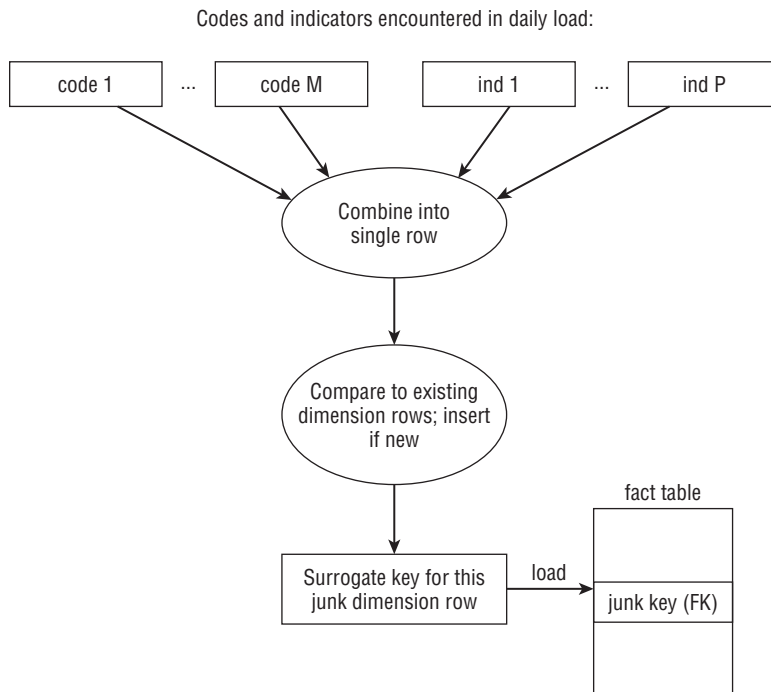 Codes and indicators encountered in daily load:
code 1
...
code M
ind 1
...
ind P
Combine into
single row
Compare to existing
dimension rows; insert
if new
fact table
Surrogate key for this
junk dimension row
load
junk key (FK)